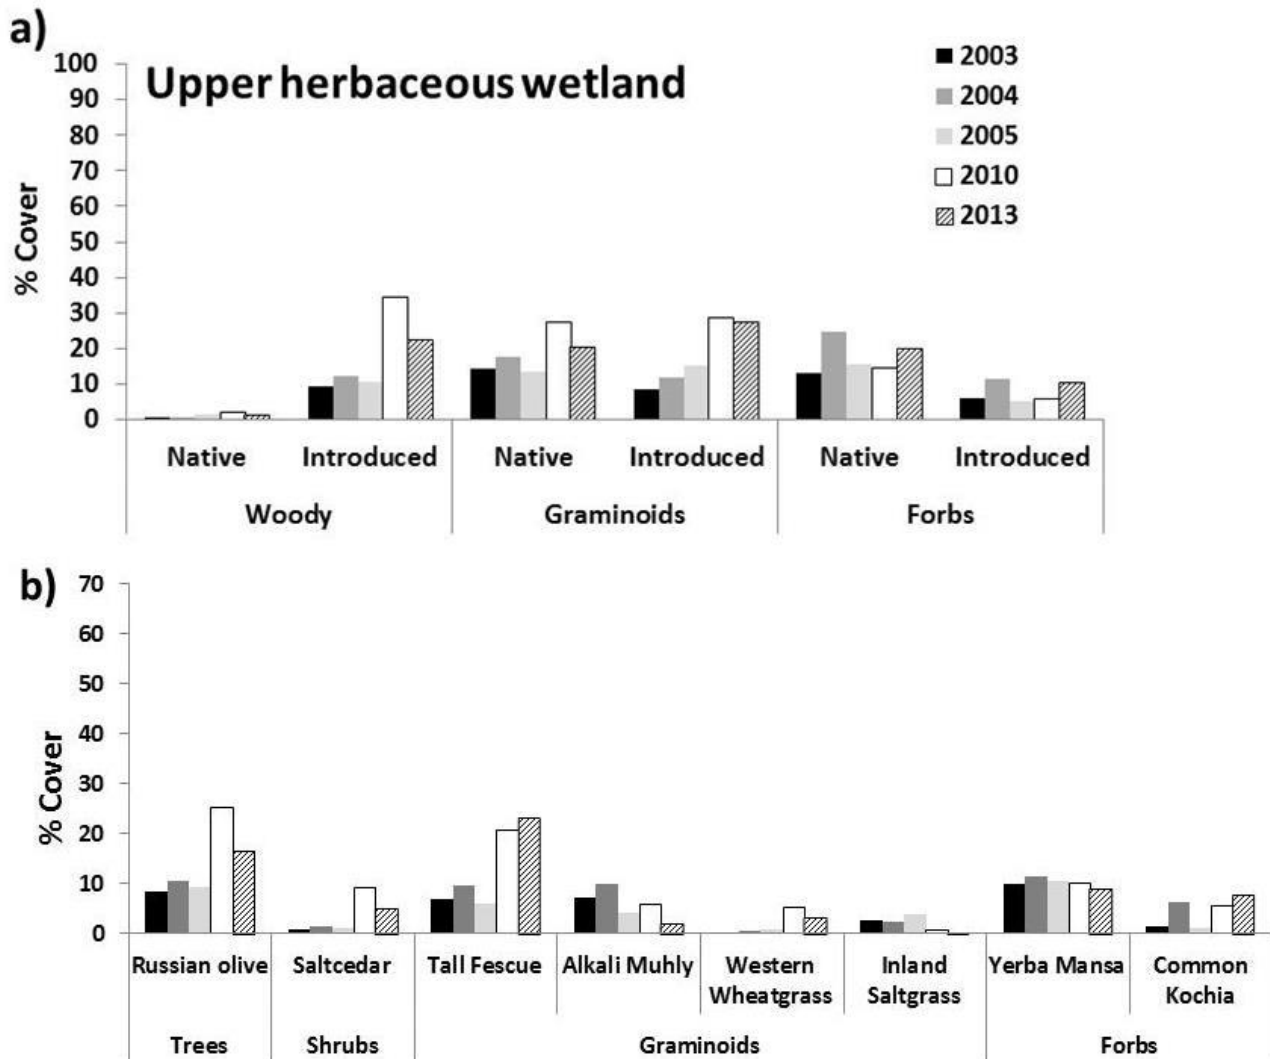 a)
Upper herbaceous wetland
2003
2004
2005
2010
2013
% Cover
100
90
80
70
60
50
40
30
20
10
0
Native Introduced Native Introduced Native Introduced
Woody Graminoids Forbs
b)
% Cover
70
60
50
40
30
20
10
0
Russian olive Saltcedar Tall Fescue Alkali Muhly Western Inland Yerba Mansa Common
Wheatgrass Saltgrass Kochia
Trees Shrubs Graminoids Forbs